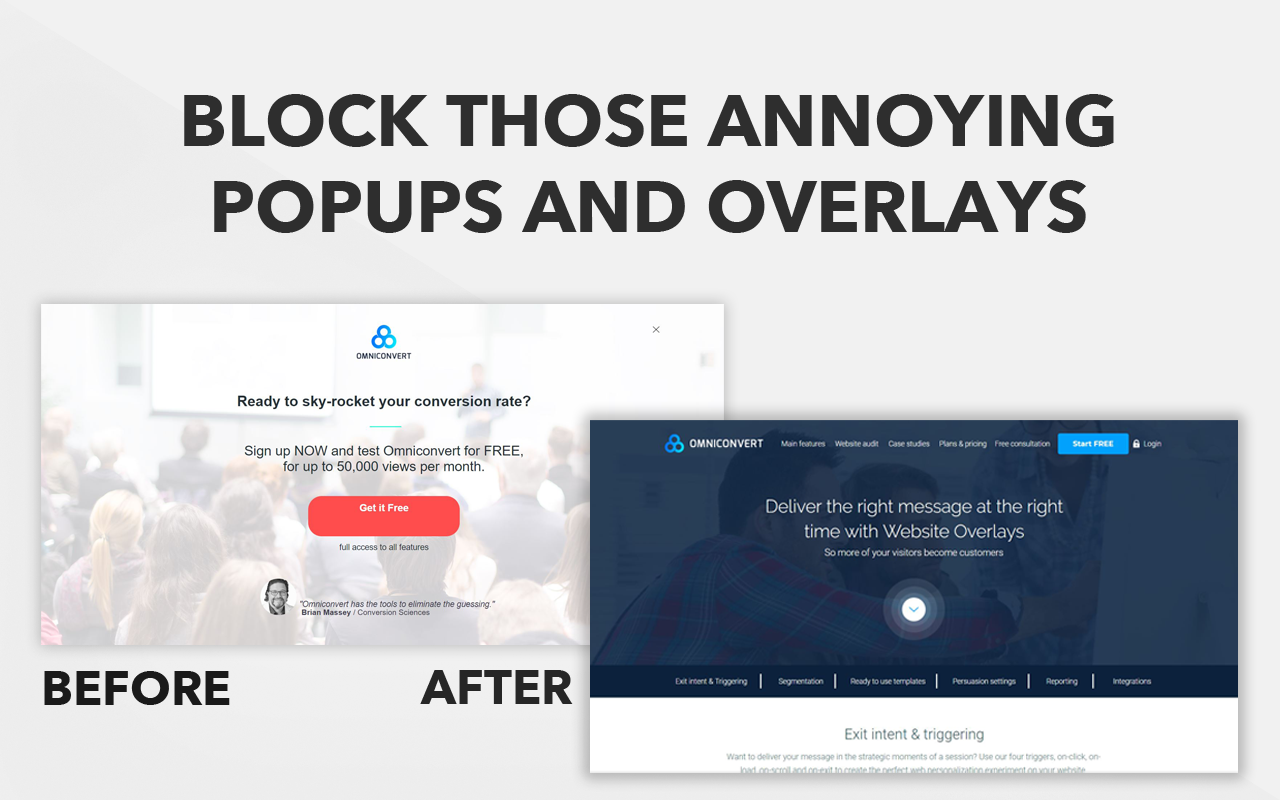 BLOCK THOSE ANNOYING
POPUPS AND OVERLAYS
OMNICONVERT
Ready to sky-rocket your conversion rate?
Sign up NOW and test Omniconvert for FREE,
for up to 50,000 views per month.
Get it Free
full access to all features
"Omniconvert has the tools to eliminate the guessing."
Brian Massey / Conversion Sciences
BEFORE
AFTER
OMNICONVERT Main features Website audit Case studies Plans & pricing Free consultation Start FREE Login
Deliver the right message at the right
time with Website Overlays
So more of your visitors become customers
Exit intent & Triggering Segmentation Ready to use templates Persuasion settings Reporting Integrations
Exit intent & triggering
Want to deliver your message in the strategic moments of a session? Use our four triggers, on-click, on-
load, on-scroll and on-exit to create the perfect web personalization experiment on your website.